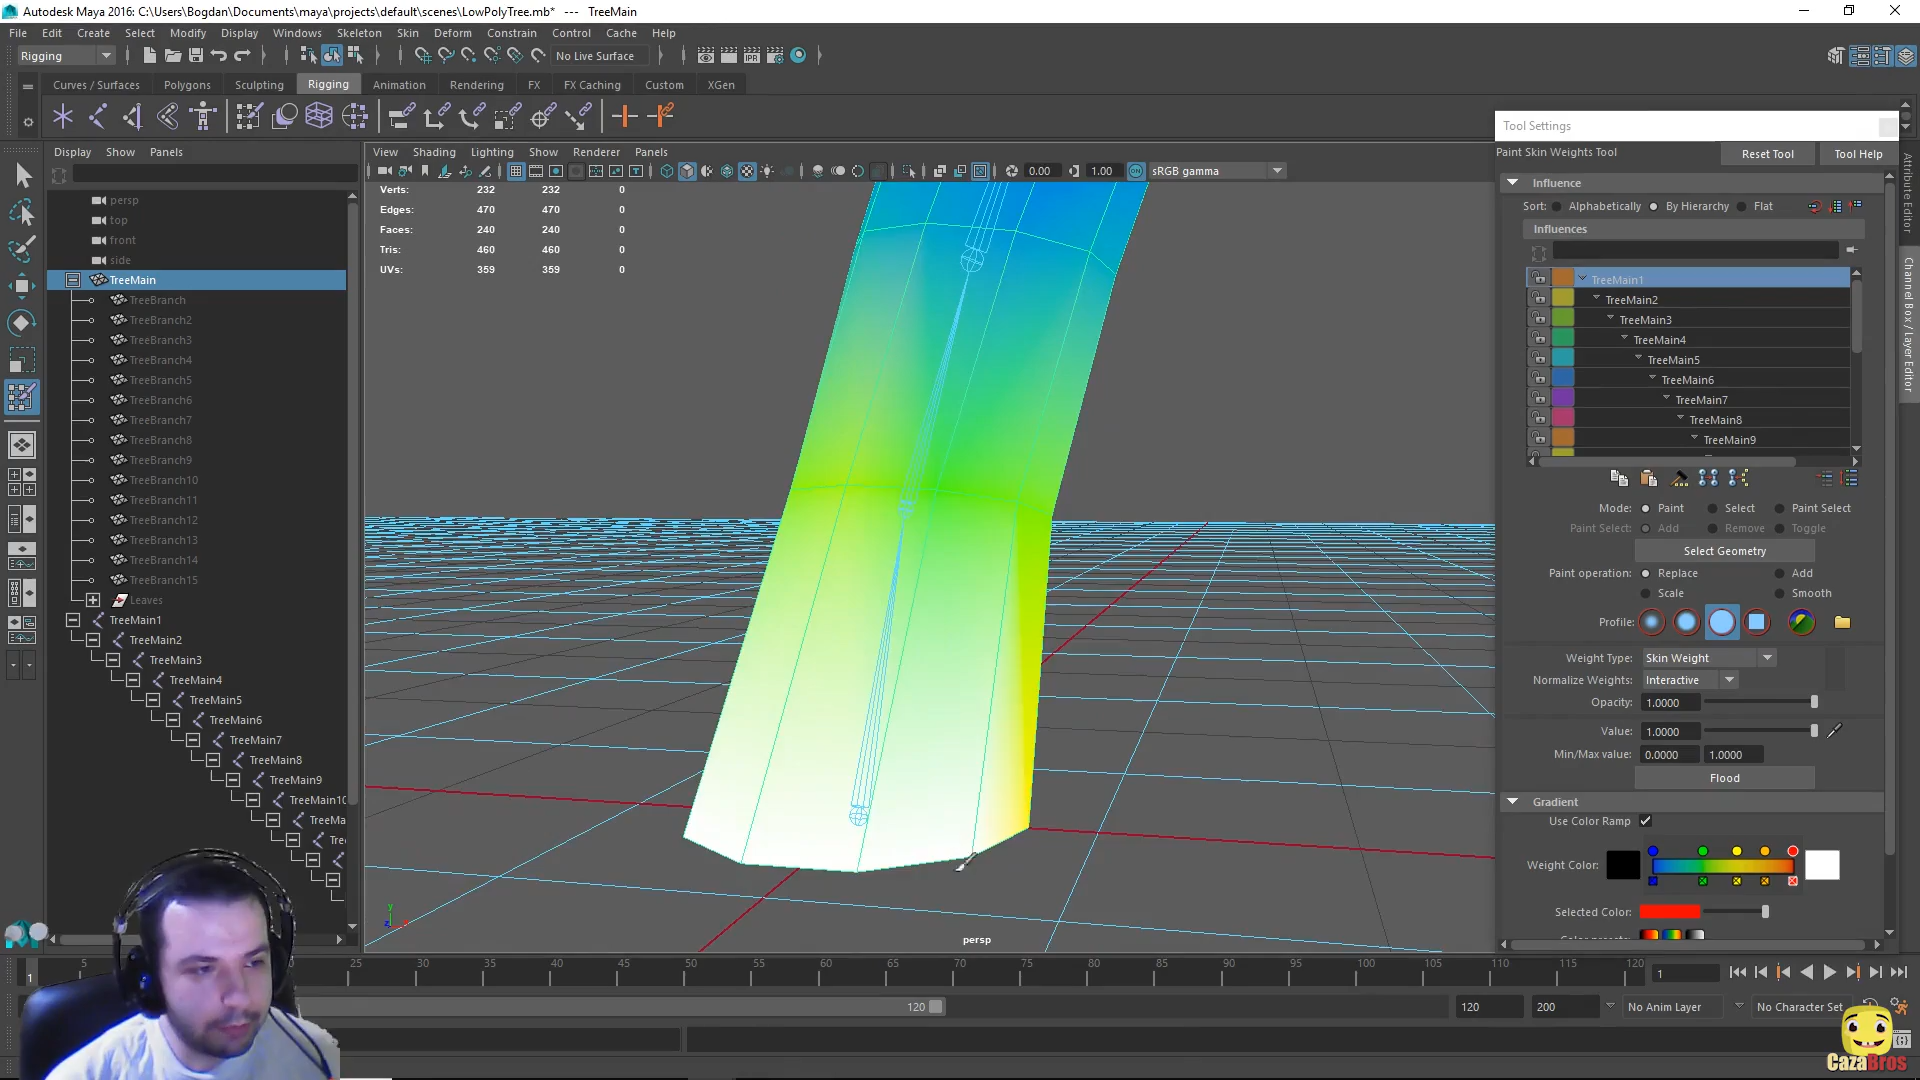 Autodesk Maya 2016: C:\Users\Bogdan\Documents\maya\projects\default\scenes\LowPolyTree.mb* --- TreeMain
File Edit Create Select Modify Display Windows Skeleton Skin Deform Constrain Control Cache Help
Rigging No Live Surface
Curves / Surfaces Polygons Sculpting Rigging Animation Rendering FX FX Caching Custom XGen
Display Show Panels
View Shading Lighting Show Renderer Panels
0.00 1.00 sRGB gamma
persp
top
front
side
TreeMain
TreeBranch
TreeBranch2
TreeBranch3
TreeBranch4
TreeBranch5
TreeBranch6
TreeBranch7
TreeBranch8
TreeBranch9
TreeBranch10
TreeBranch11
TreeBranch12
TreeBranch13
TreeBranch14
TreeBranch15
Leaves
TreeMain1
TreeMain2
TreeMain3
TreeMain4
TreeMain5
TreeMain6
TreeMain7
TreeMain8
TreeMain9
TreeMain10
TreeMa
Tree
Verts: 232 232 0
Edges: 470 470 0
Faces: 240 240 0
Tris: 460 460 0
UVs: 359 359 0
persp
Tool Settings
Paint Skin Weights Tool Reset Tool Tool Help
Influence
Sort: Alphabetically By Hierarchy Flat
Influences
TreeMain1
TreeMain2
TreeMain3
TreeMain4
TreeMain5
TreeMain6
TreeMain7
TreeMain8
TreeMain9
Mode: Paint Select Paint Select
Paint Select: Add Remove Toggle
Select Geometry
Paint operation: Replace Add
Scale Smooth
Profile:
Weight Type: Skin Weight
Normalize Weights: Interactive
Opacity: 1.0000
Value: 1.0000
Min/Max value: 0.0000 1.0000
Flood
Gradient
Use Color Ramp
Weight Color:
Selected Color:
Attribute Editor
Channel Box / Layer Editor
1 5 25 30 35 40 45 50 55 60 65 70 75 80 85 90 95 100 105 110 115 120 1
120 120 200 No Anim Layer No Character Set
CazaBros